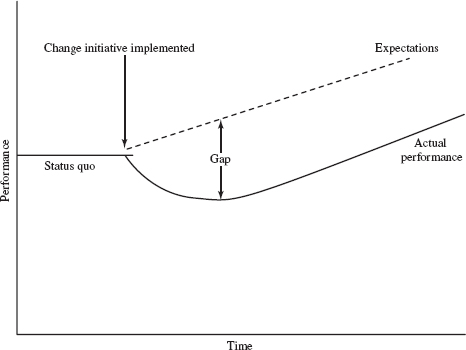 Change initiative implemented
Expectations
Gap
Actual
performance
Status quo
Performance
Time